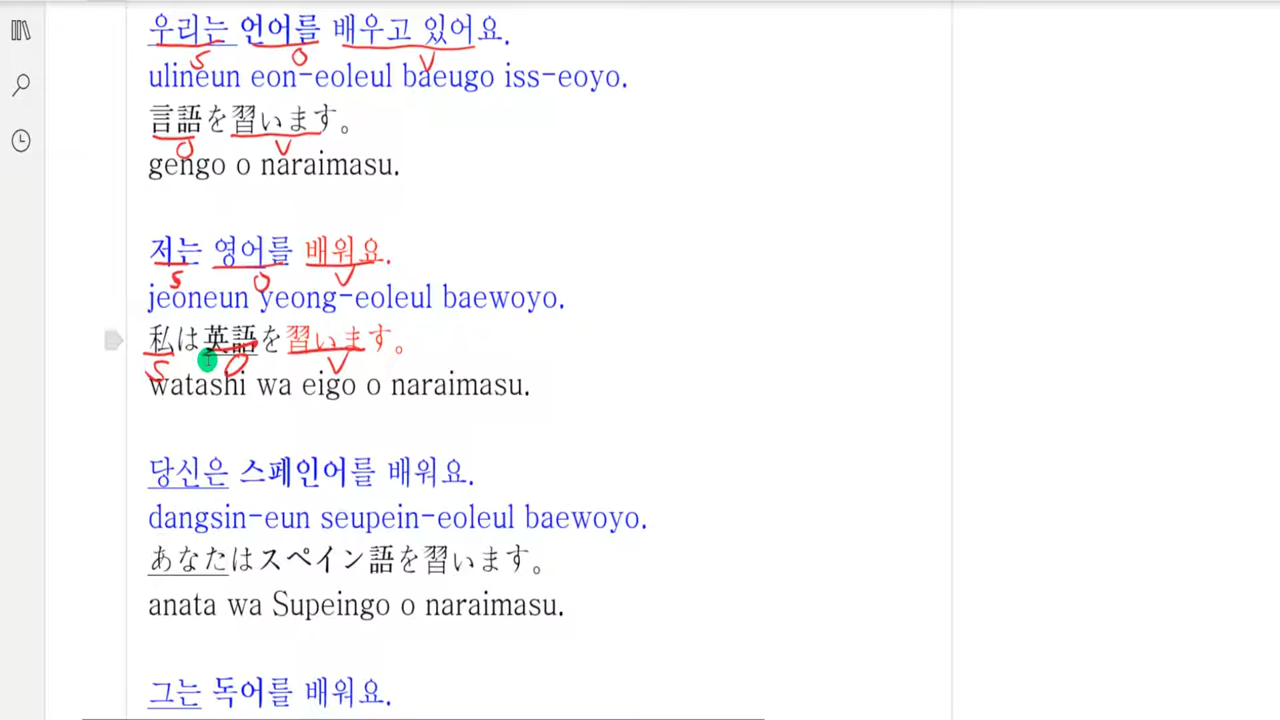 우리는 언어를 배우고 있어요.
S O V
ulineun eon-eoleul baeugo iss-eoyo.
言語を習います。
O V
gengo o naraimasu.
저는 영어를 배워요.
S O V
jeoneun yeong-eoleul baewoyo.
私は英語を習います。
S O V
watashi wa eigo o naraimasu.
당신은 스페인어를 배워요.
dangsin-eun seupein-eoleul baewoyo.
あなたはスペイン語を習います。
anata wa Supeingo o naraimasu.
그는 독어를 배워요.